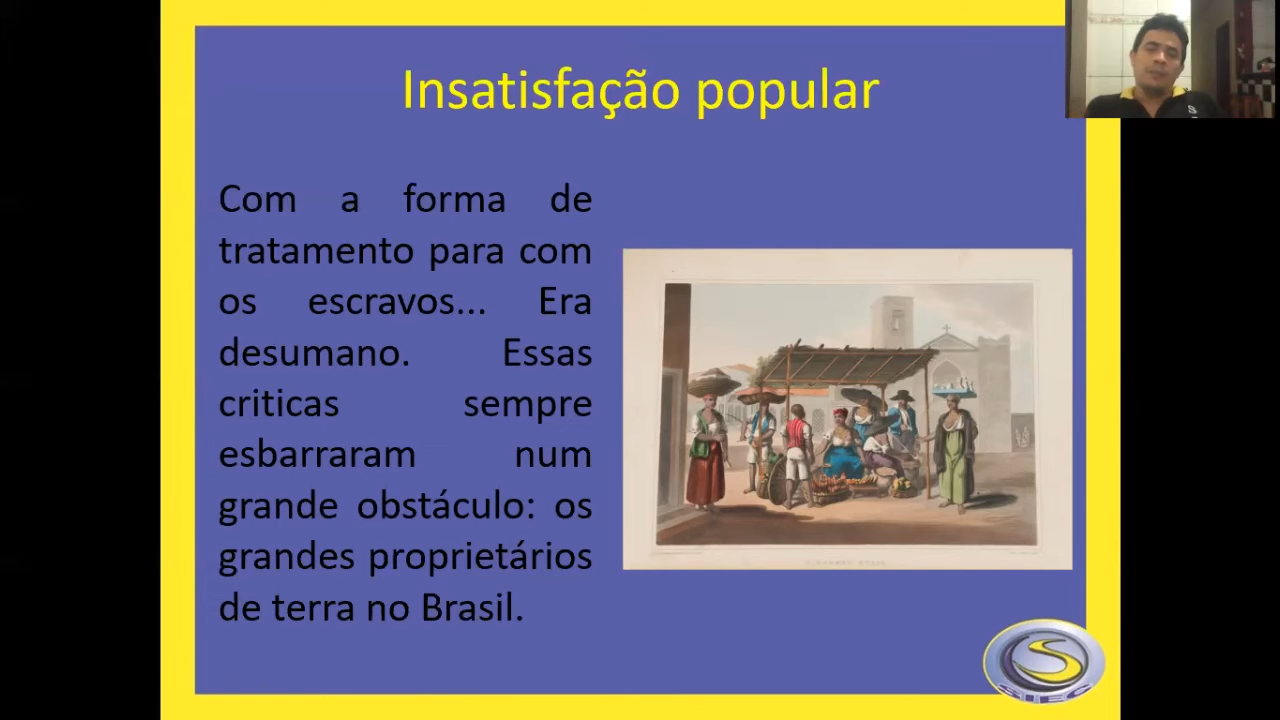 Insatisfação popular
Com a forma de
tratamento para com
os escravos... Era
desumano. Essas
criticas sempre
esbarraram num
grande obstáculo: os
grandes proprietários
de terra no Brasil.
S
SIEC